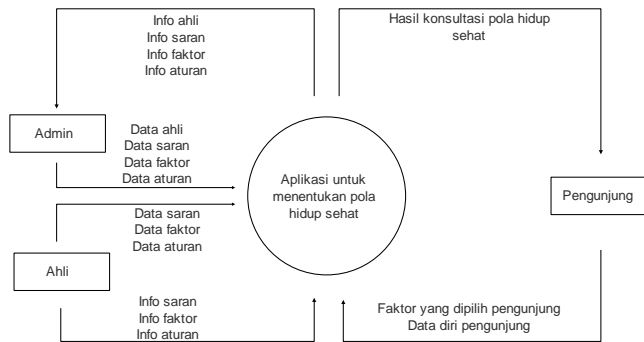 Info ahli
Info saran
Info faktor
Info aturan
Hasil konsultasi pola hidup
sehat
Admin
Data ahli
Data saran
Data faktor
Data aturan
Aplikasi untuk
menentukan pola
hidup sehat
Pengunjung
Data saran
Data faktor
Data aturan
Ahli
Info saran
Info faktor
Info aturan
Faktor yang dipilih pengunjung
Data diri pengunjung